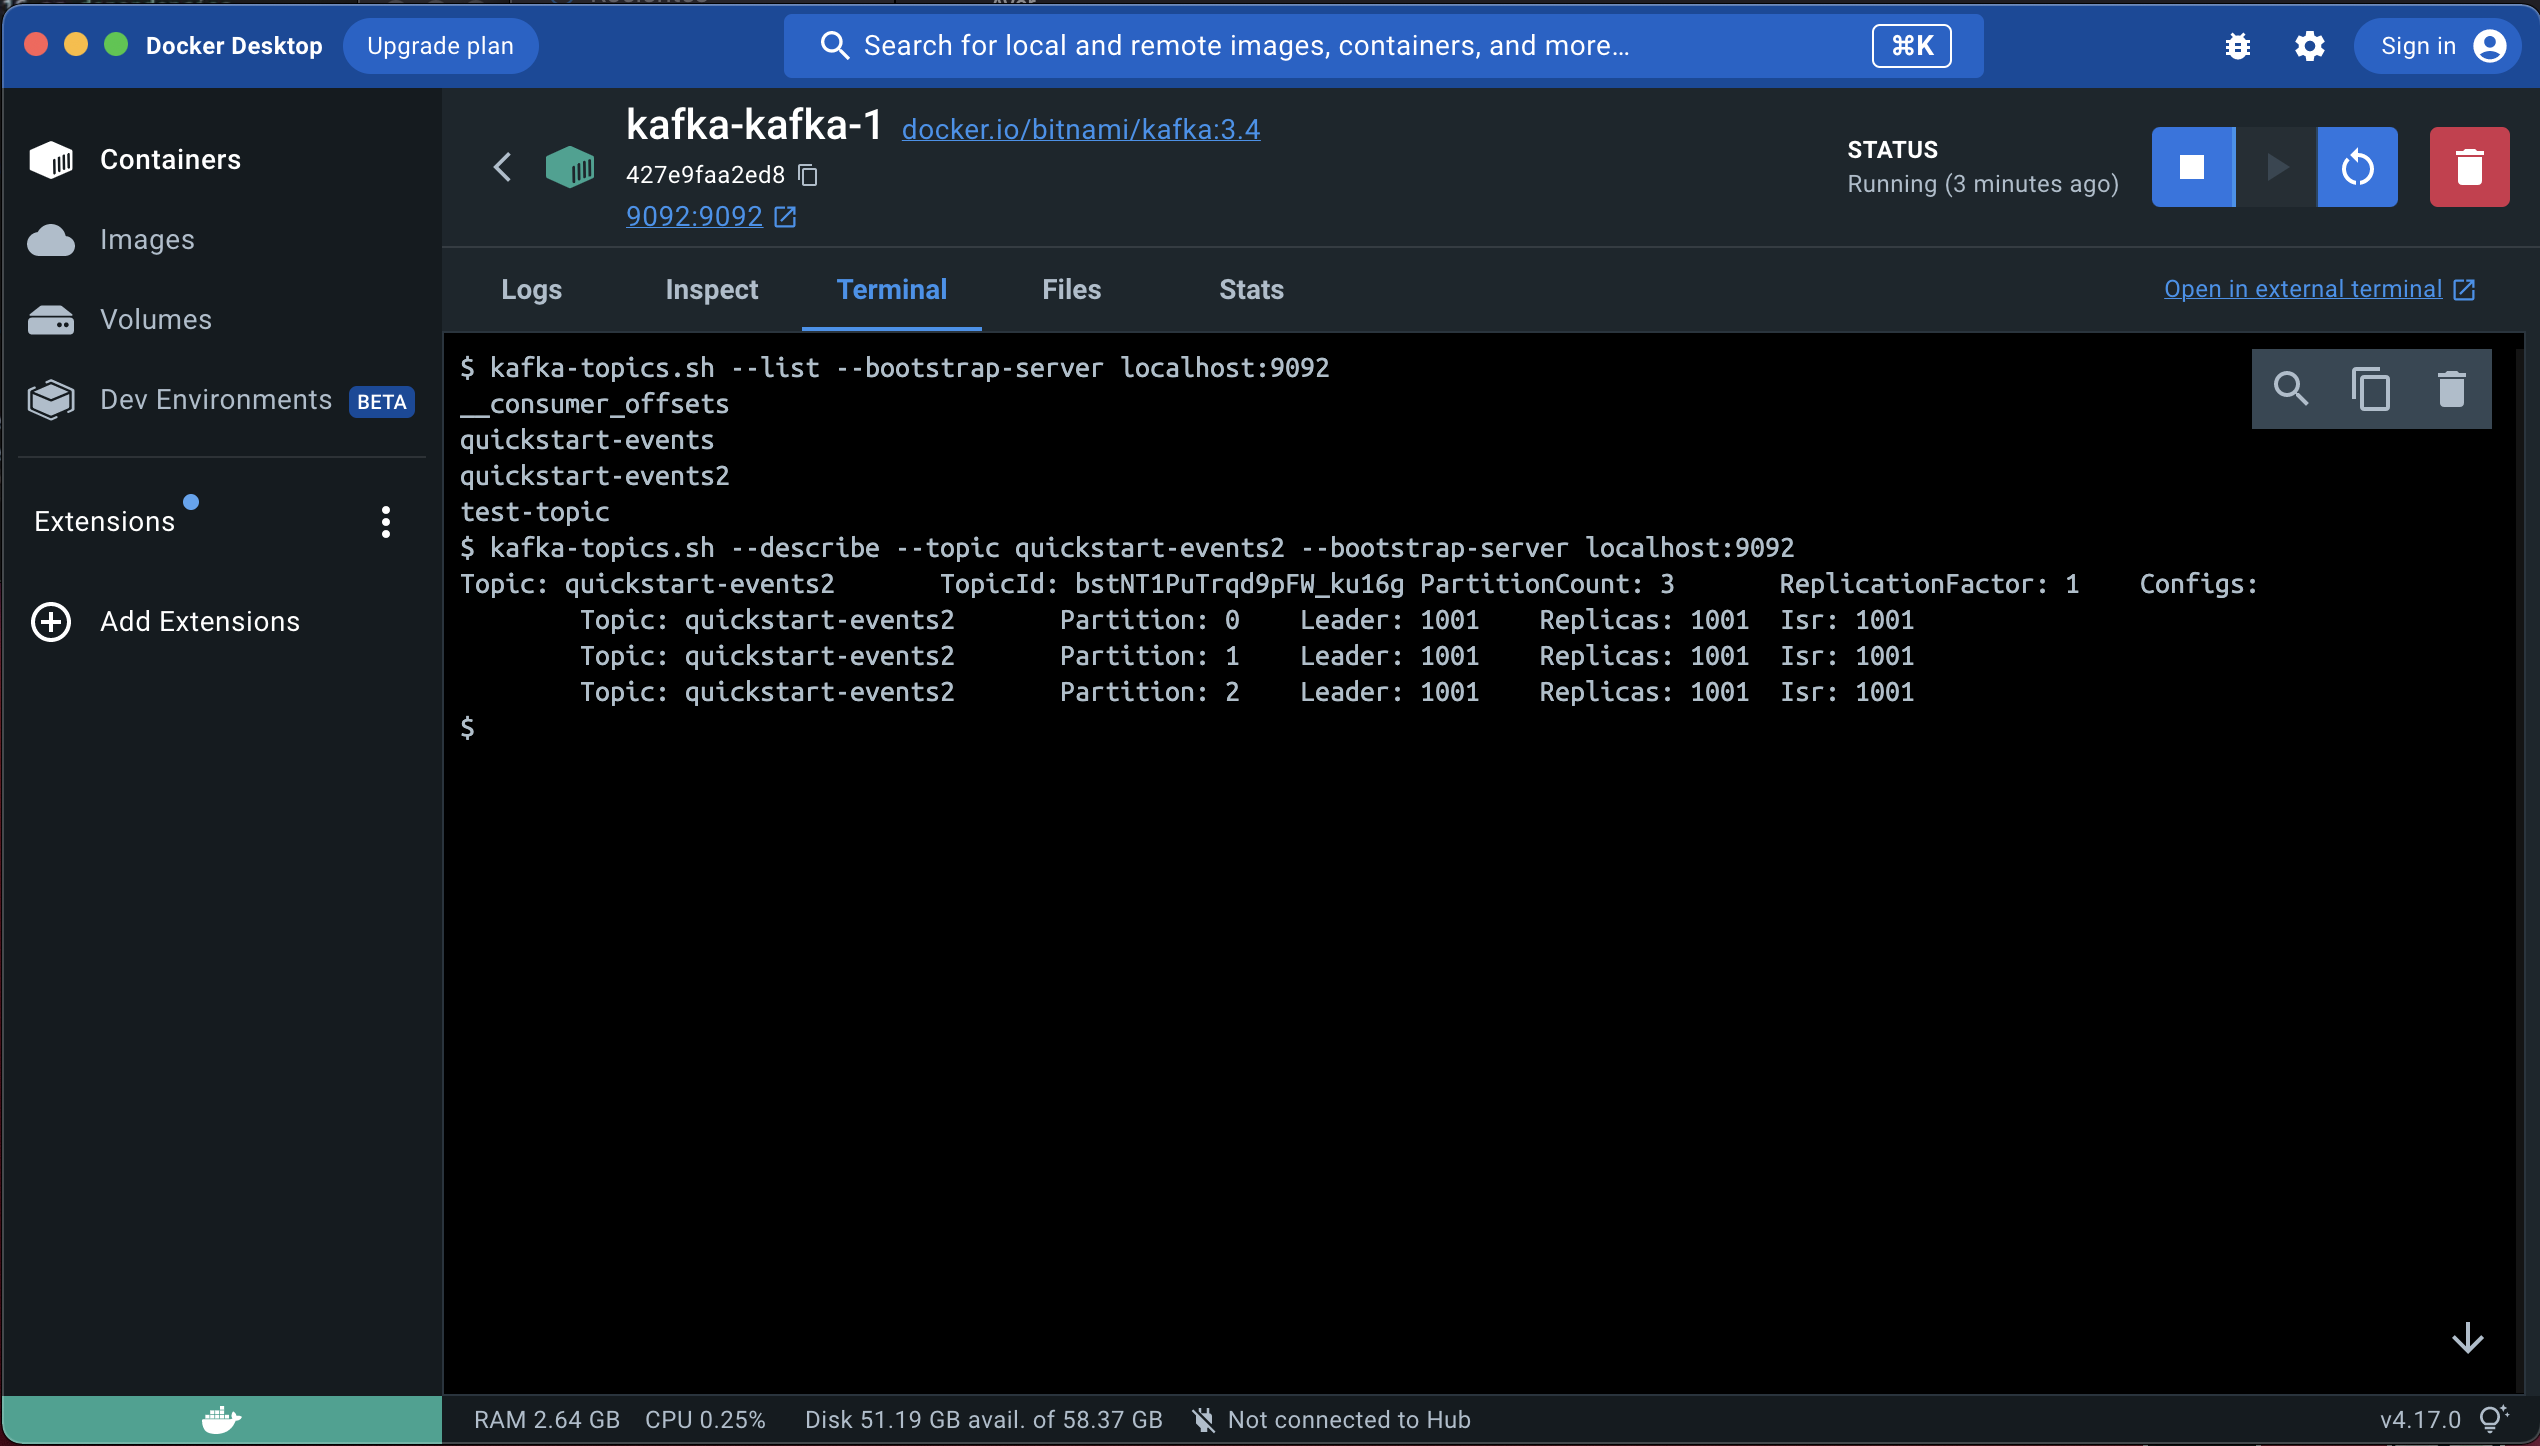 Docker Desktop Upgrade plan Search for local and remote images, containers, and more... ⌘K Sign in
Containers
Images
Volumes
Dev Environments BETA
Extensions
Add Extensions
kafka-kafka-1 docker.io/bitnami/kafka:3.4
427e9faa2ed8
9092:9092
STATUS
Running (3 minutes ago)
Logs Inspect Terminal Files Stats Open in external terminal
$ kafka-topics.sh --list --bootstrap-server localhost:9092
__consumer_offsets
quickstart-events
quickstart-events2
test-topic
$ kafka-topics.sh --describe --topic quickstart-events2 --bootstrap-server localhost:9092
Topic: quickstart-events2 TopicId: bstNT1PuTrqd9pFW_ku16g PartitionCount: 3 ReplicationFactor: 1 Configs:
Topic: quickstart-events2 Partition: 0 Leader: 1001 Replicas: 1001 Isr: 1001
Topic: quickstart-events2 Partition: 1 Leader: 1001 Replicas: 1001 Isr: 1001
Topic: quickstart-events2 Partition: 2 Leader: 1001 Replicas: 1001 Isr: 1001
$
RAM 2.64 GB CPU 0.25% Disk 51.19 GB avail. of 58.37 GB Not connected to Hub v4.17.0